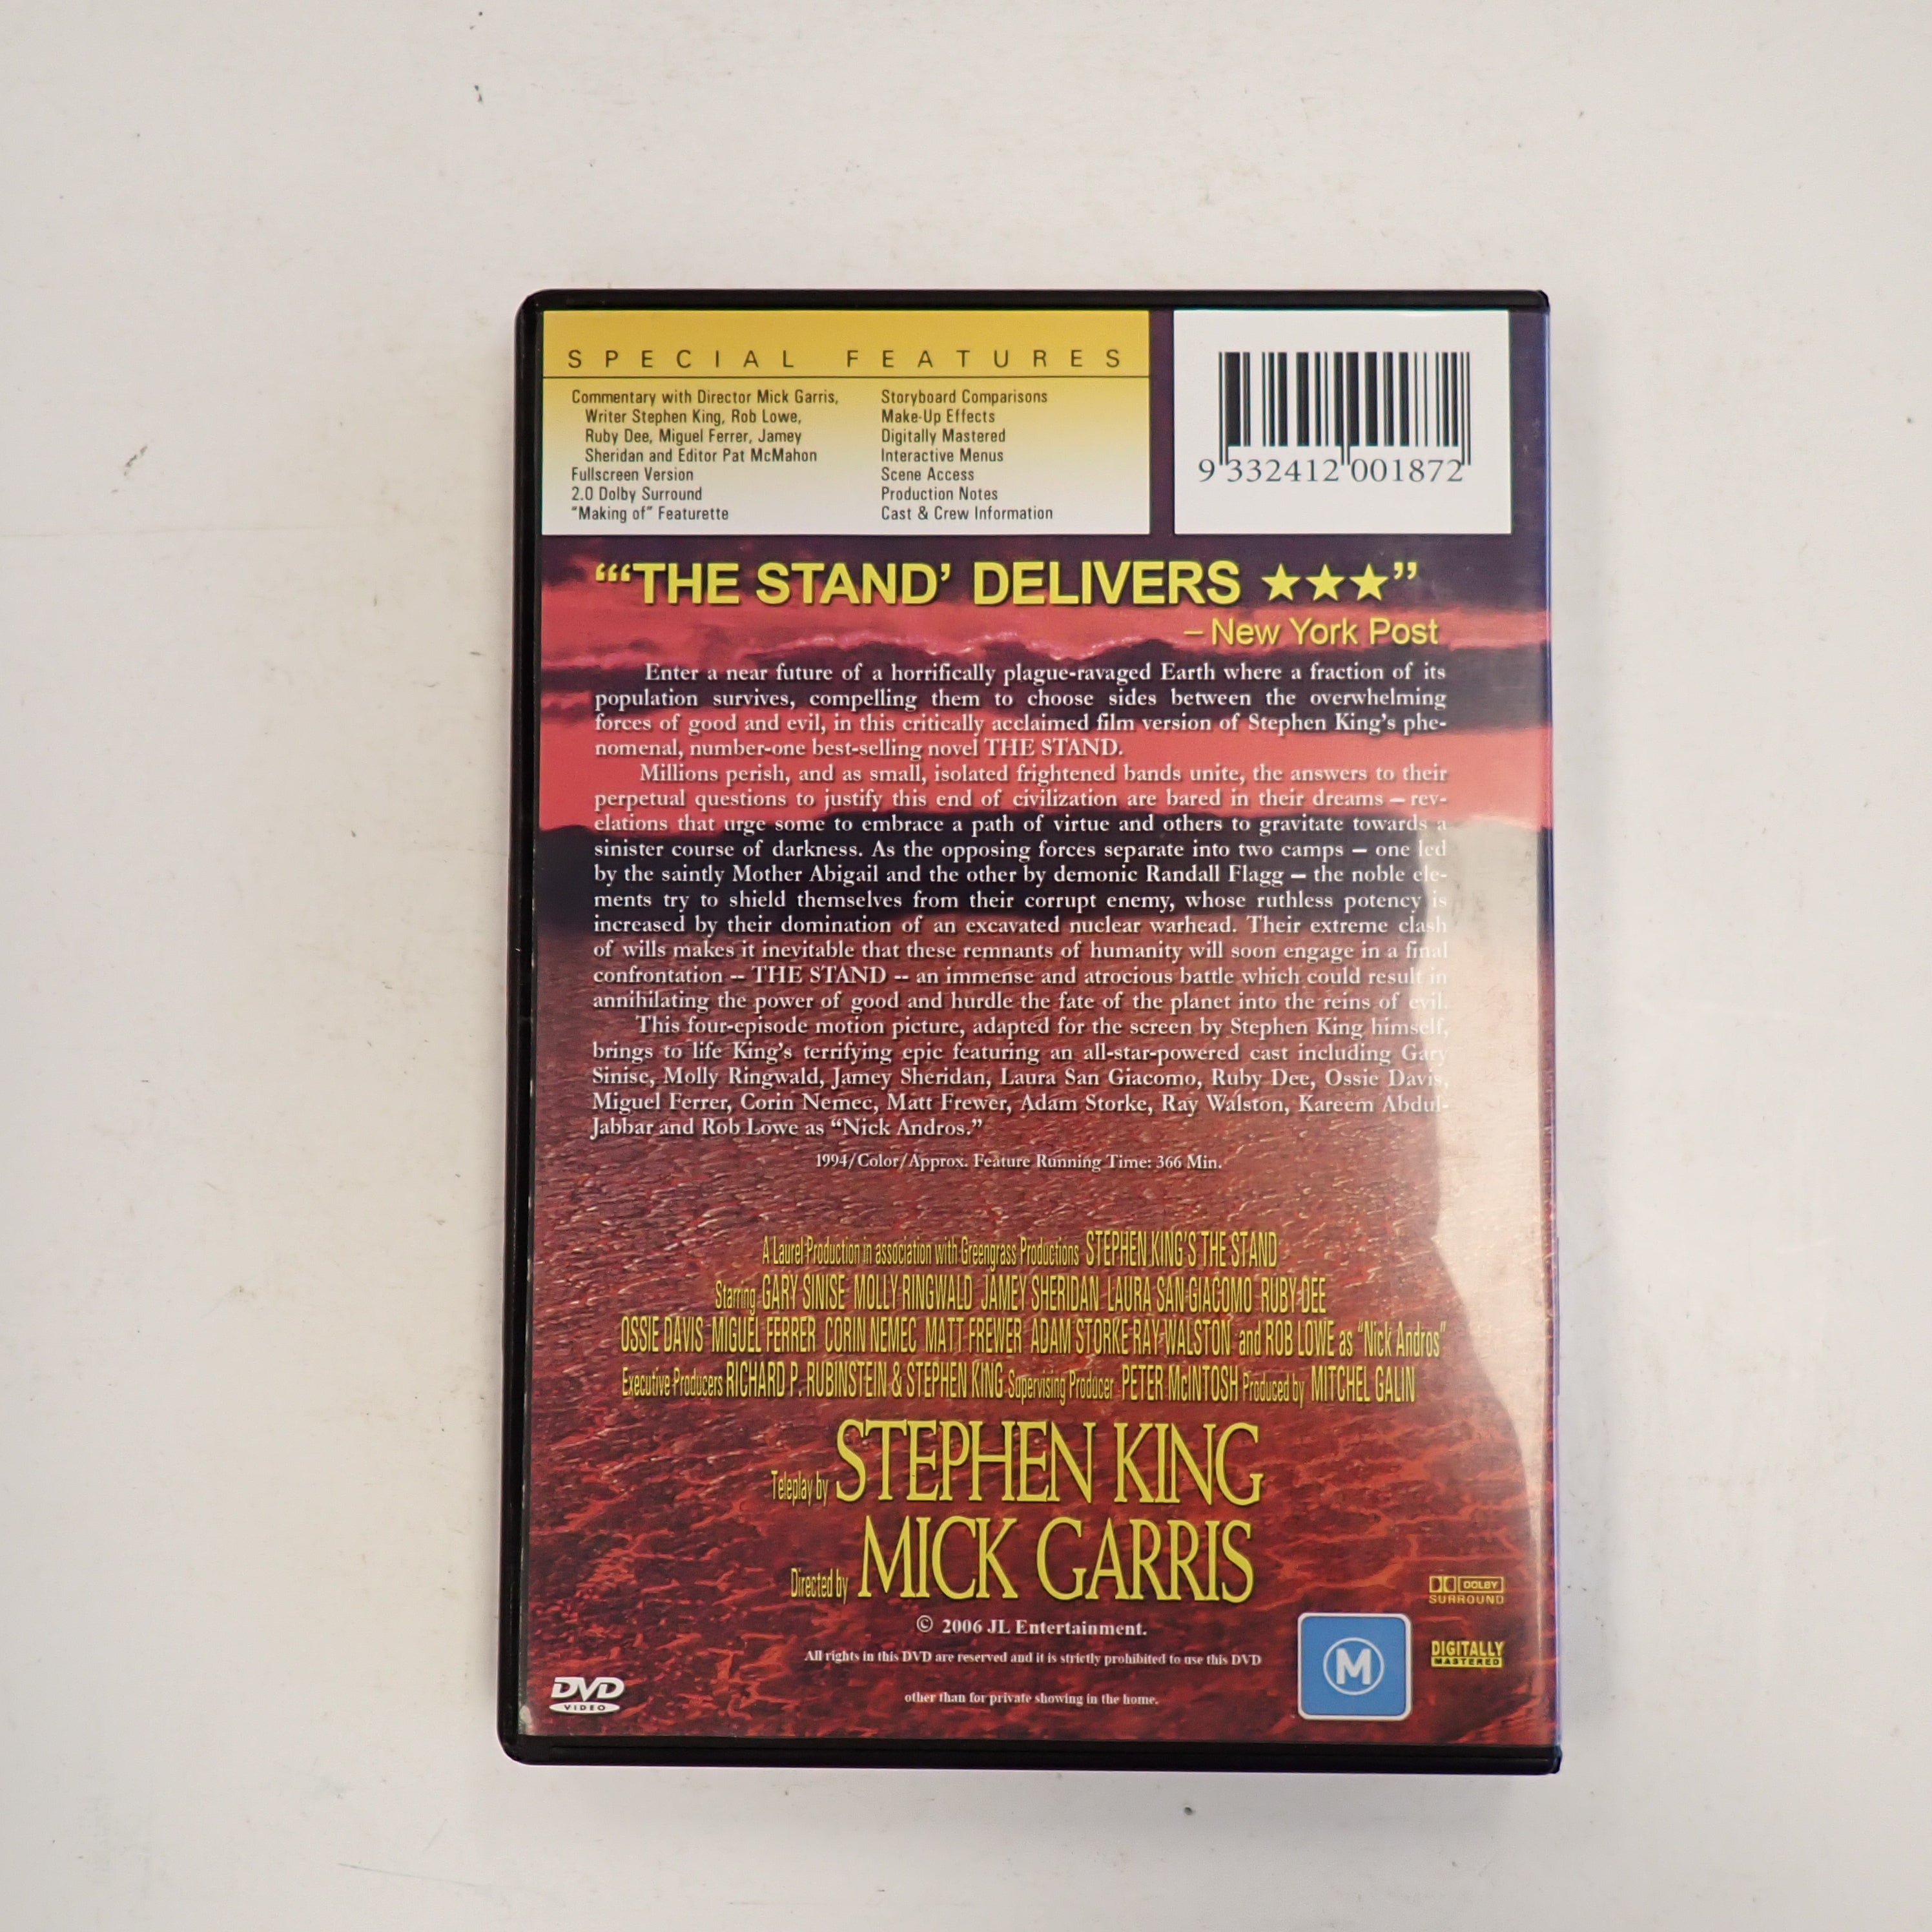 SPECIAL FEATURES
Commentary with Director Mick Garris,
Writer Stephen King, Rob Lowe,
Ruby Dee, Miguel Ferrer, Jamey
Sheridan and Editor Pat McMahon
Fullscreen Version
2.0 Dolby Surround
“Making of” Featurette
Storyboard Comparisons
Make-Up Effects
Digitally Mastered
Interactive Menus
Scene Access
Production Notes
Cast & Crew Information
9 332412 001872
“‘THE STAND’ DELIVERS ★★★”
– New York Post
Enter a near future of a horrifically plague-ravaged Earth where a fraction of its
population survives, compelling them to choose sides between the overwhelming
forces of good and evil, in this critically acclaimed film version of Stephen King’s phe-
nomenal, number-one best-selling novel THE STAND.
Millions perish, and as small, isolated frightened bands unite, the answers to their
perpetual questions to justify this end of civilization are bared in their dreams – rev-
elations that urge some to embrace a path of virtue and others to gravitate towards a
sinister course of darkness. As the opposing forces separate into two camps – one led
by the saintly Mother Abigail and the other by demonic Randall Flagg – the noble ele-
ments try to shield themselves from their corrupt enemy, whose ruthless potency is
increased by their domination of an excavated nuclear warhead. Their extreme clash
of wills makes it inevitable that these remnants of humanity will soon engage in a final
confrontation -- THE STAND -- an immense and atrocious battle which could result in
annihilating the power of good and hurdle the fate of the planet into the reins of evil.
This four-episode motion picture, adapted for the screen by Stephen King himself,
brings to life King’s terrifying epic featuring an all-star-powered cast including Gary
Sinise, Molly Ringwald, Jamey Sheridan, Laura San Giacomo, Ruby Dee, Ossie Davis,
Miguel Ferrer, Corin Nemec, Matt Frewer, Adam Storke, Ray Walston, Kareem Abdul-
Jabbar and Rob Lowe as “Nick Andros.”
1994/Color/Approx. Feature Running Time: 366 Min.
A Laurel Production in association with Greengrass Productions STEPHEN KING'S THE STAND
Starring GARY SINISE MOLLY RINGWALD JAMEY SHERIDAN LAURA SAN GIACOMO RUBY DEE
OSSIE DAVIS MIGUEL FERRER CORIN NEMEC MATT FREWER ADAM STORKE RAY WALSTON and ROB LOWE as “Nick Andros”
Executive Producers RICHARD P. RUBINSTEIN & STEPHEN KING Supervising Producer PETER McINTOSH Produced by MITCHEL GALIN
Teleplay by STEPHEN KING
Directed by MICK GARRIS
© 2006 JL Entertainment.
All rights in this DVD are reserved and it is strictly prohibited to use this DVD
other than for private showing in the home.
DVD
VIDEO
M
DOLBY
SURROUND
DIGITALLY
MASTERED